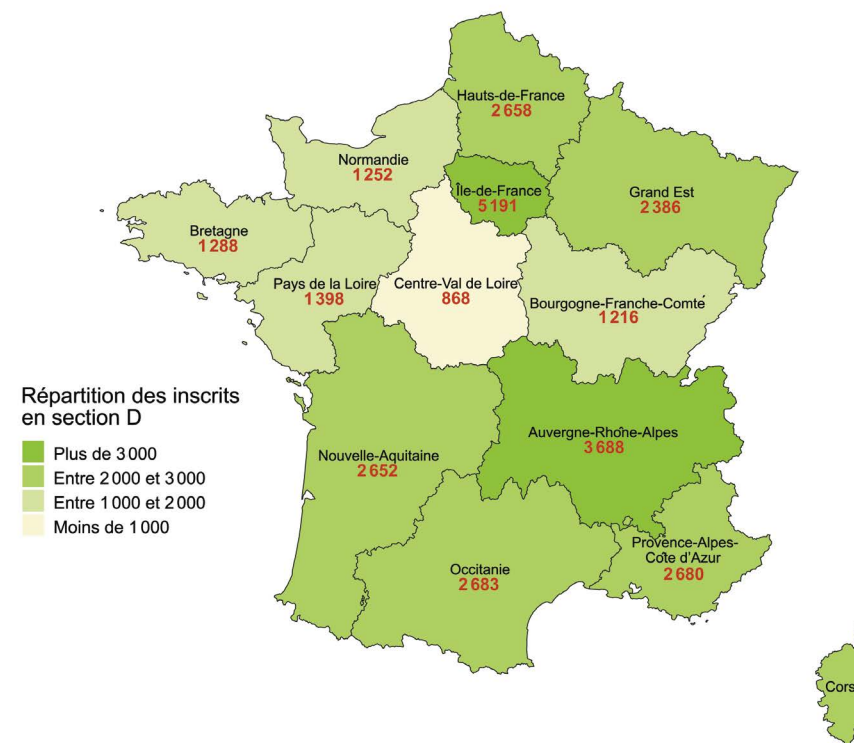 Hauts-de-France
2 658
Normandie
1 252
Île-de-France
5 191
Grand Est
2 386
Bretagne
1 288
Pays de la Loire
1 398
Centre-Val de Loire
868
Bourgogne-Franche-Comté
1 216
Répartition des inscrits
en section D
Plus de 3 000
Entre 2 000 et 3 000
Entre 1 000 et 2 000
Moins de 1 000
Auvergne-Rhône-Alpes
3 688
Nouvelle-Aquitaine
2 652
Provence-Alpes-
Côte d'Azur
2 680
Occitanie
2 683
Cors